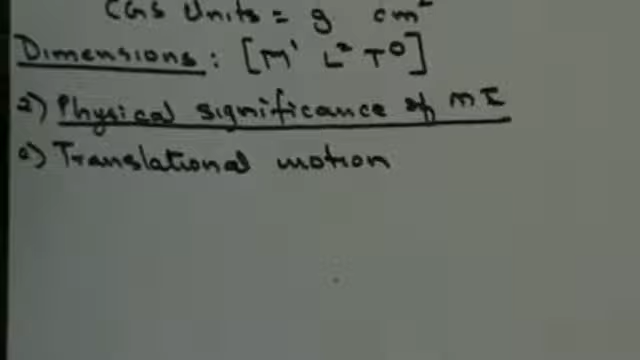 CGS Units = g cm²
Dimensions : [M¹ L² T⁰]
2) Physical significance of MI
a) Translational motion